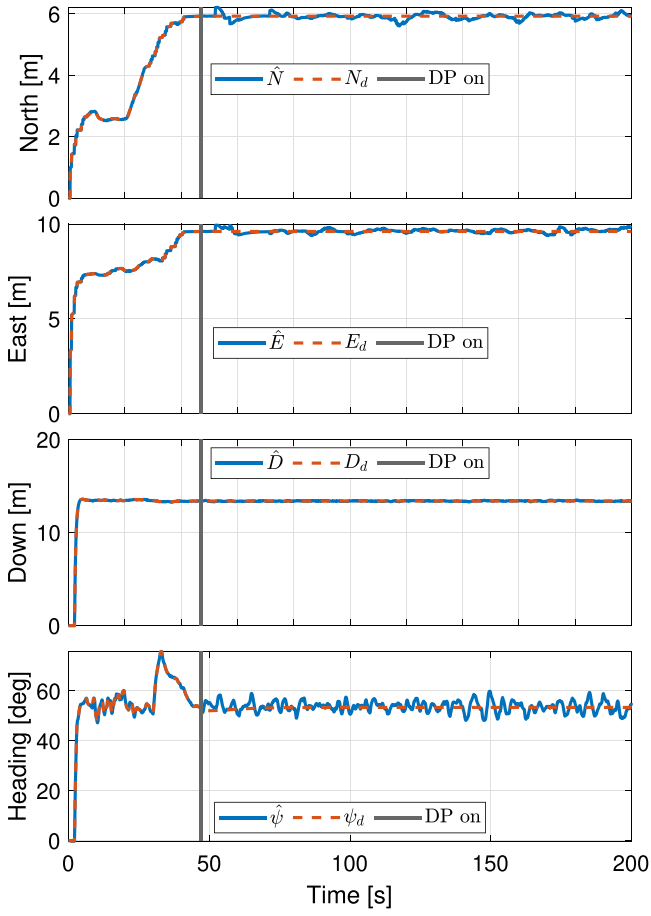 North [m]
6
4
2
0
N̂ N_d DP on
East [m]
10
5
0
Ê E_d DP on
Down [m]
20
10
0
D̂ D_d DP on
Heading [deg]
60
40
20
0
ψ̂ ψ_d DP on
0 50 100 150 200
Time [s]